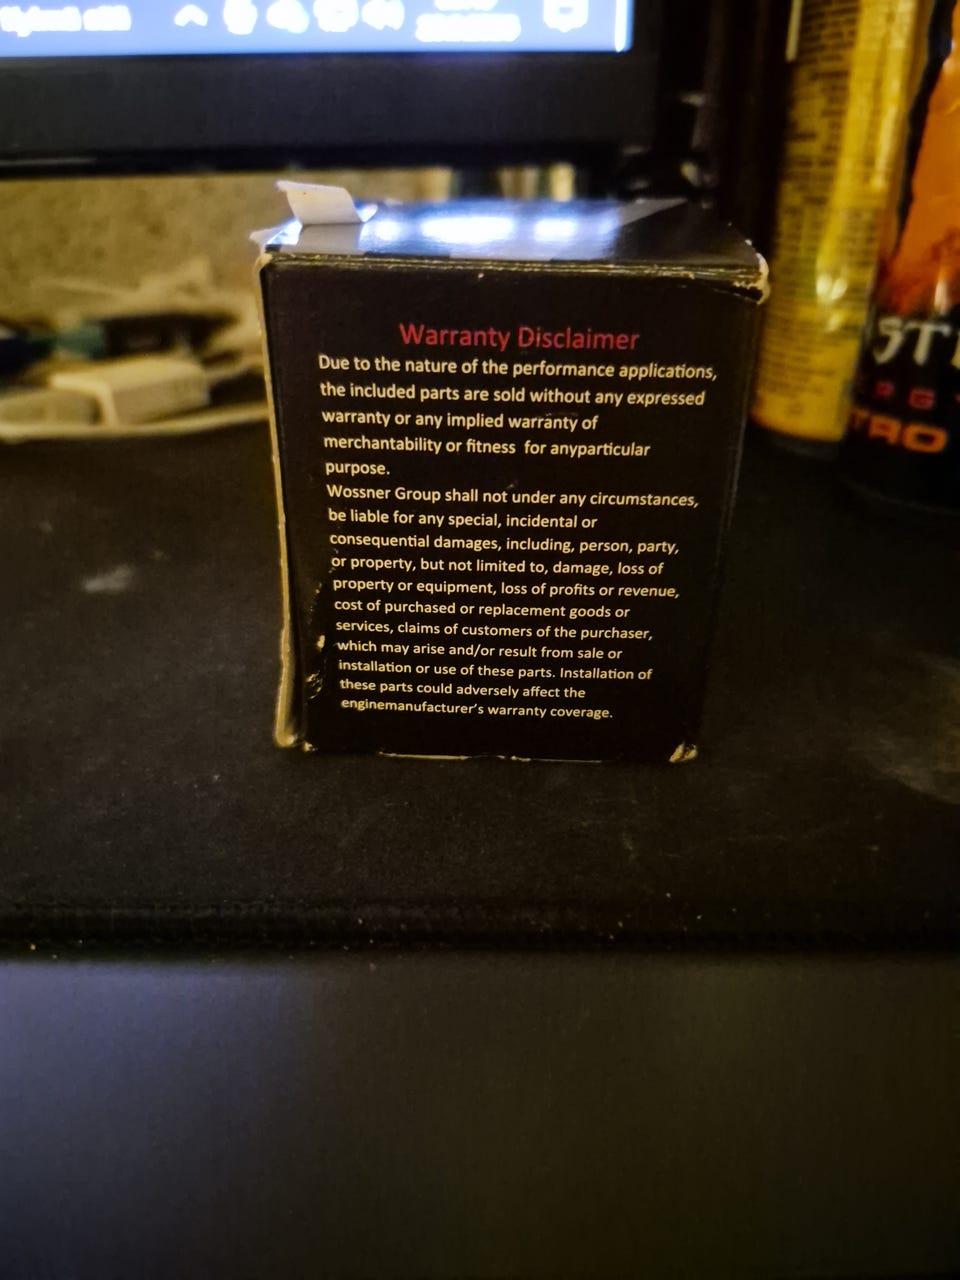 Warranty Disclaimer
Due to the nature of the performance applications,
the included parts are sold without any expressed
warranty or any implied warranty of
merchantability or fitness for anyparticular
purpose.
Wossner Group shall not under any circumstances,
be liable for any special, incidental or
consequential damages, including, person, party,
or property, but not limited to, damage, loss of
property or equipment, loss of profits or revenue,
cost of purchased or replacement goods or
services, claims of customers of the purchaser,
which may arise and/or result from sale or
installation or use of these parts. Installation of
these parts could adversely affect the
enginemanufacturer's warranty coverage.